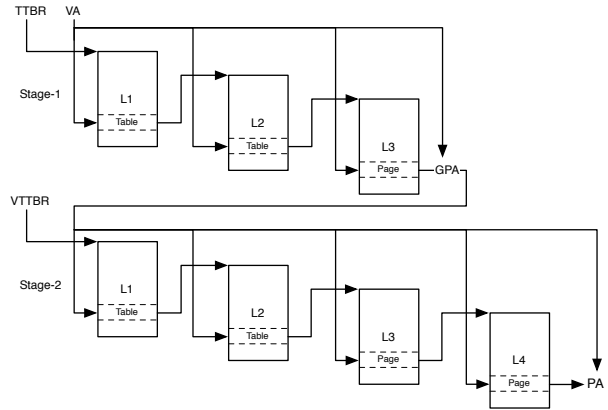 TTBR VA
Stage-1
L1
Table
L2
Table
L3
Page
GPA
VTTBR
Stage-2
L1
Table
L2
Table
L3
Page
L4
Page
PA